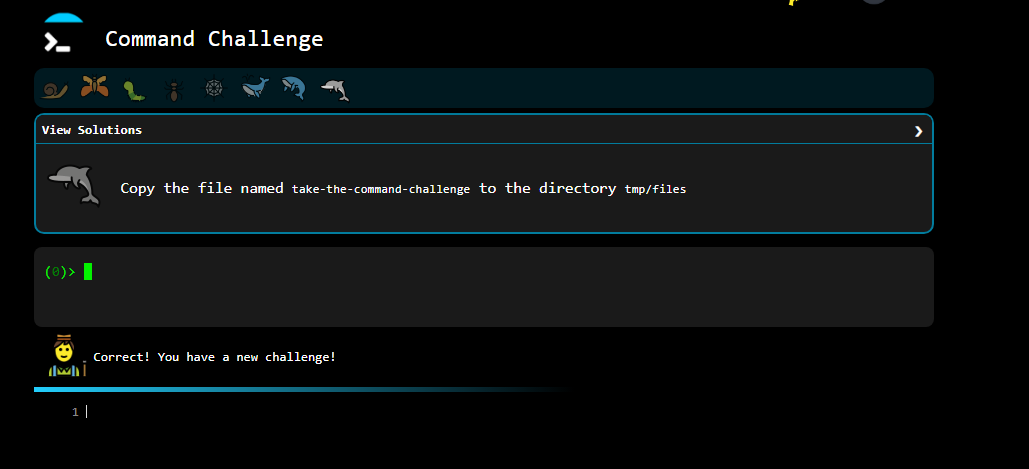 Command Challenge
View Solutions
Copy the file named take-the-command-challenge to the directory tmp/files
(0)>
Correct! You have a new challenge!
1